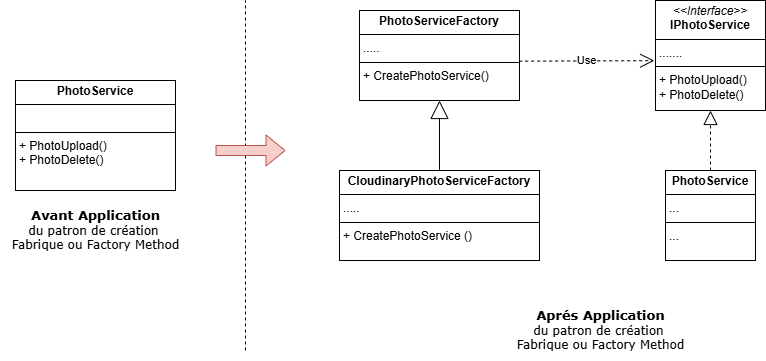 PhotoService
+ PhotoUpload()
+ PhotoDelete()
Avant Application
du patron de création
Fabrique ou Factory Method
PhotoServiceFactory
.....
+ CreatePhotoService()
Use
<<Interface>>
IPhotoService
.......
+ PhotoUpload()
+ PhotoDelete()
CloudinaryPhotoServiceFactory
.....
+ CreatePhotoService ()
PhotoService
...
...
Aprés Application
du patron de création
Fabrique ou Factory Method